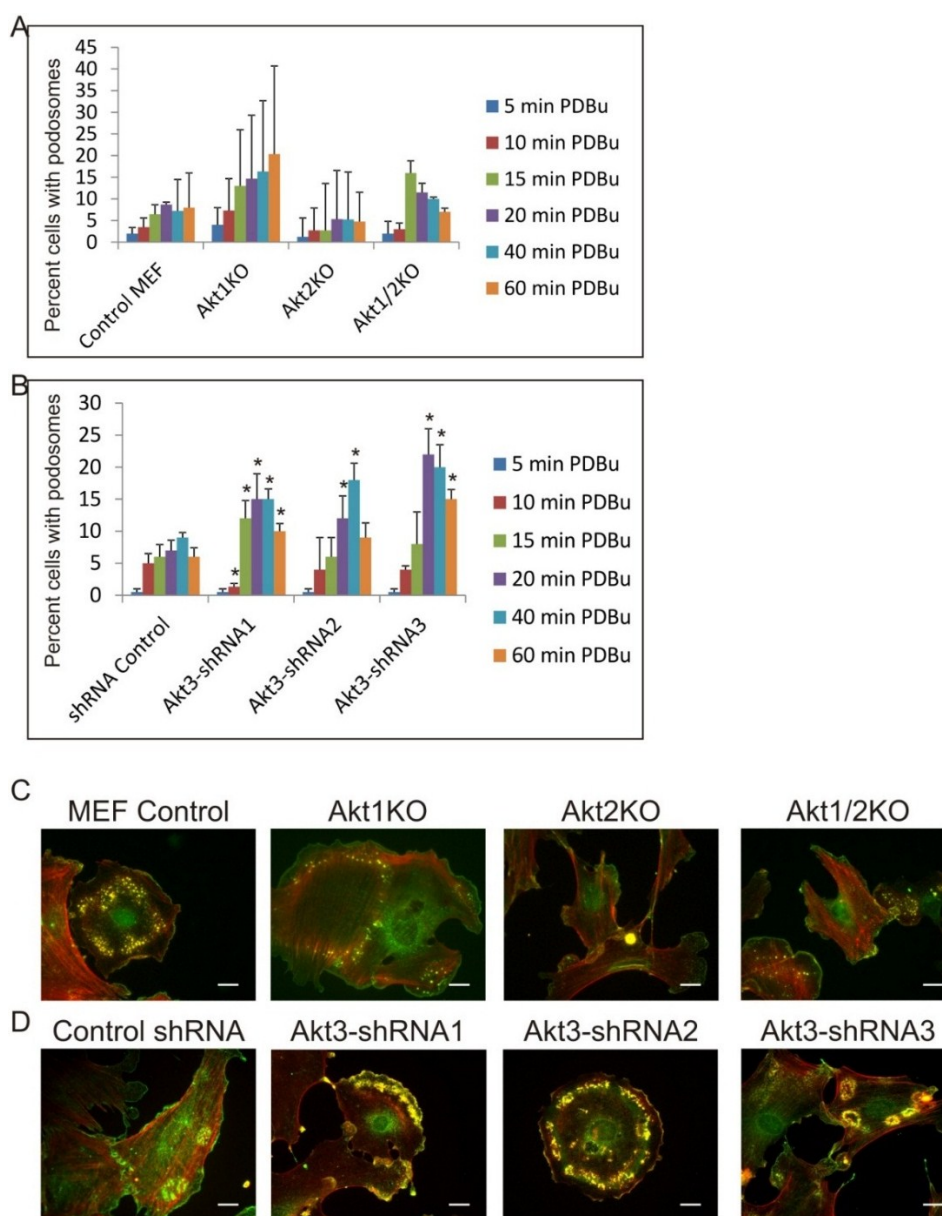 A
Percent cells with podosomes
45
40
35
30
25
20
15
10
5
0
Control MEF
Akt1KO
Akt2KO
Akt1/2KO
5 min PDBu
10 min PDBu
15 min PDBu
20 min PDBu
40 min PDBu
60 min PDBu
B
Percent cells with podosomes
30
25
20
15
10
5
0
* * * * *
* *
* * *
shRNA Control
Akt3-shRNA1
Akt3-shRNA2
Akt3-shRNA3
5 min PDBu
10 min PDBu
15 min PDBu
20 min PDBu
40 min PDBu
60 min PDBu
C
MEF Control
Akt1KO
Akt2KO
Akt1/2KO
D
Control shRNA
Akt3-shRNA1
Akt3-shRNA2
Akt3-shRNA3